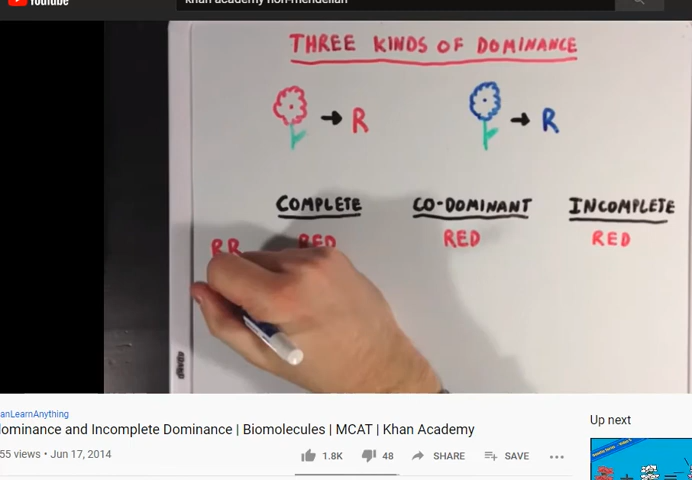 YouTube
khan academy non-mendelian
THREE KINDS OF DOMINANCE
R
R
COMPLETE CO-DOMINANT INCOMPLETE
RR RED RED RED
anLearnAnything
ominance and Incomplete Dominance | Biomolecules | MCAT | Khan Academy
55 views • Jun 17, 2014
1.8K 48 SHARE SAVE
Up next